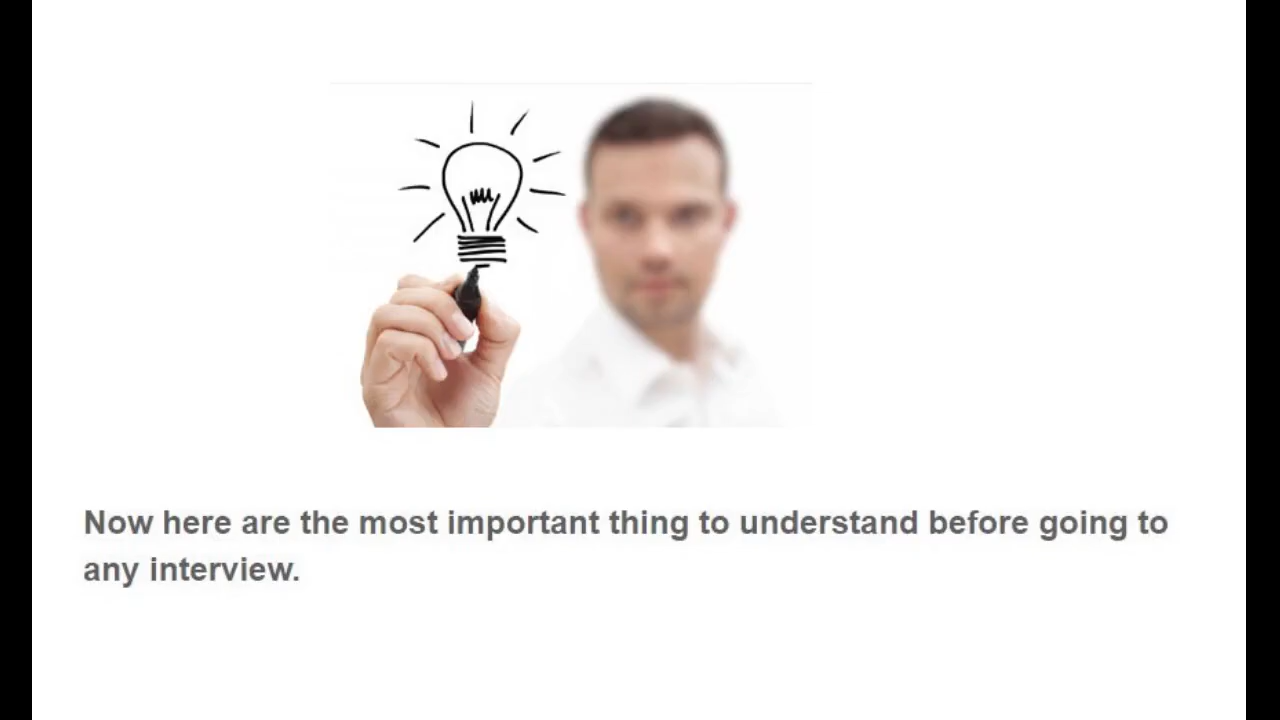 Now here are the most important thing to understand before going to
any interview.